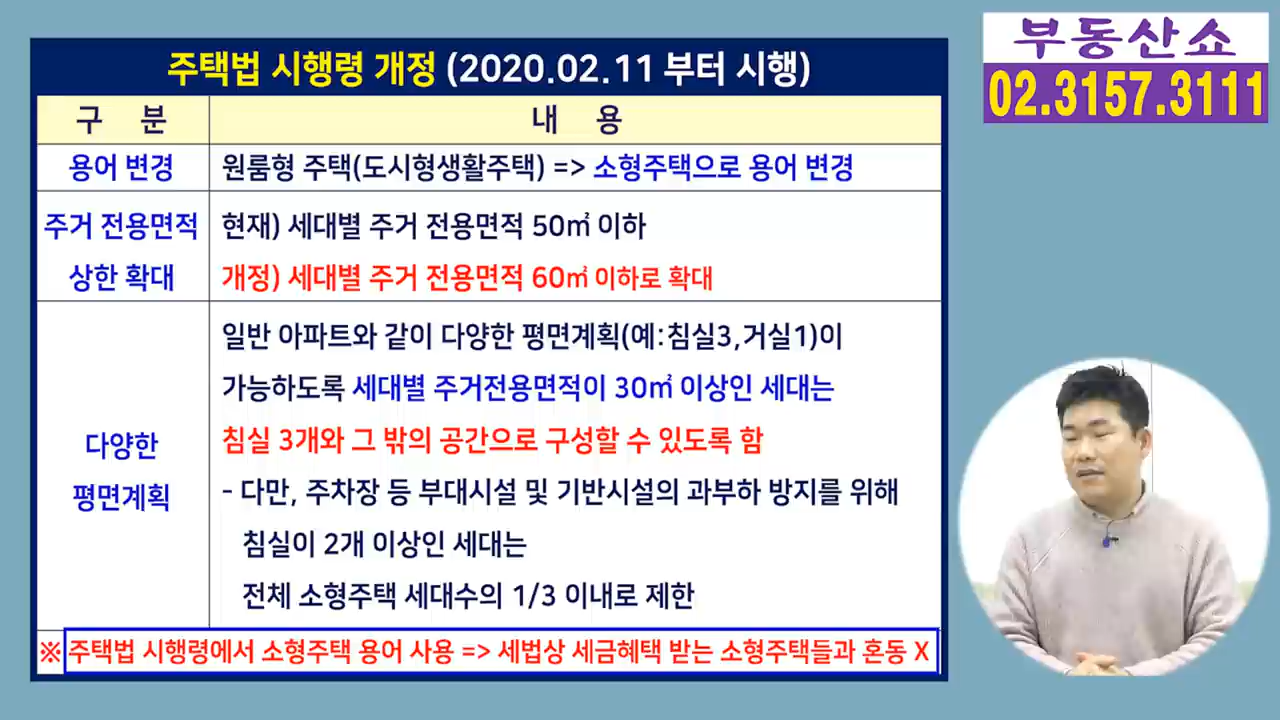 부동산쇼
02.3157.3111
주택법 시행령 개정 (2020.02.11 부터 시행)
구 분
내 용
용어 변경
원룸형 주택(도시형생활주택) => 소형주택으로 용어 변경
주거 전용면적
상한 확대
현재) 세대별 주거 전용면적 50㎡ 이하
개정) 세대별 주거 전용면적 60㎡ 이하로 확대
다양한
평면계획
일반 아파트와 같이 다양한 평면계획(예:침실3,거실1)이
가능하도록 세대별 주거전용면적이 30㎡ 이상인 세대는
침실 3개와 그 밖의 공간으로 구성할 수 있도록 함
- 다만, 주차장 등 부대시설 및 기반시설의 과부하 방지를 위해
침실이 2개 이상인 세대는
전체 소형주택 세대수의 1/3 이내로 제한
※ 주택법 시행령에서 소형주택 용어 사용 => 세법상 세금혜택 받는 소형주택들과 혼동 X